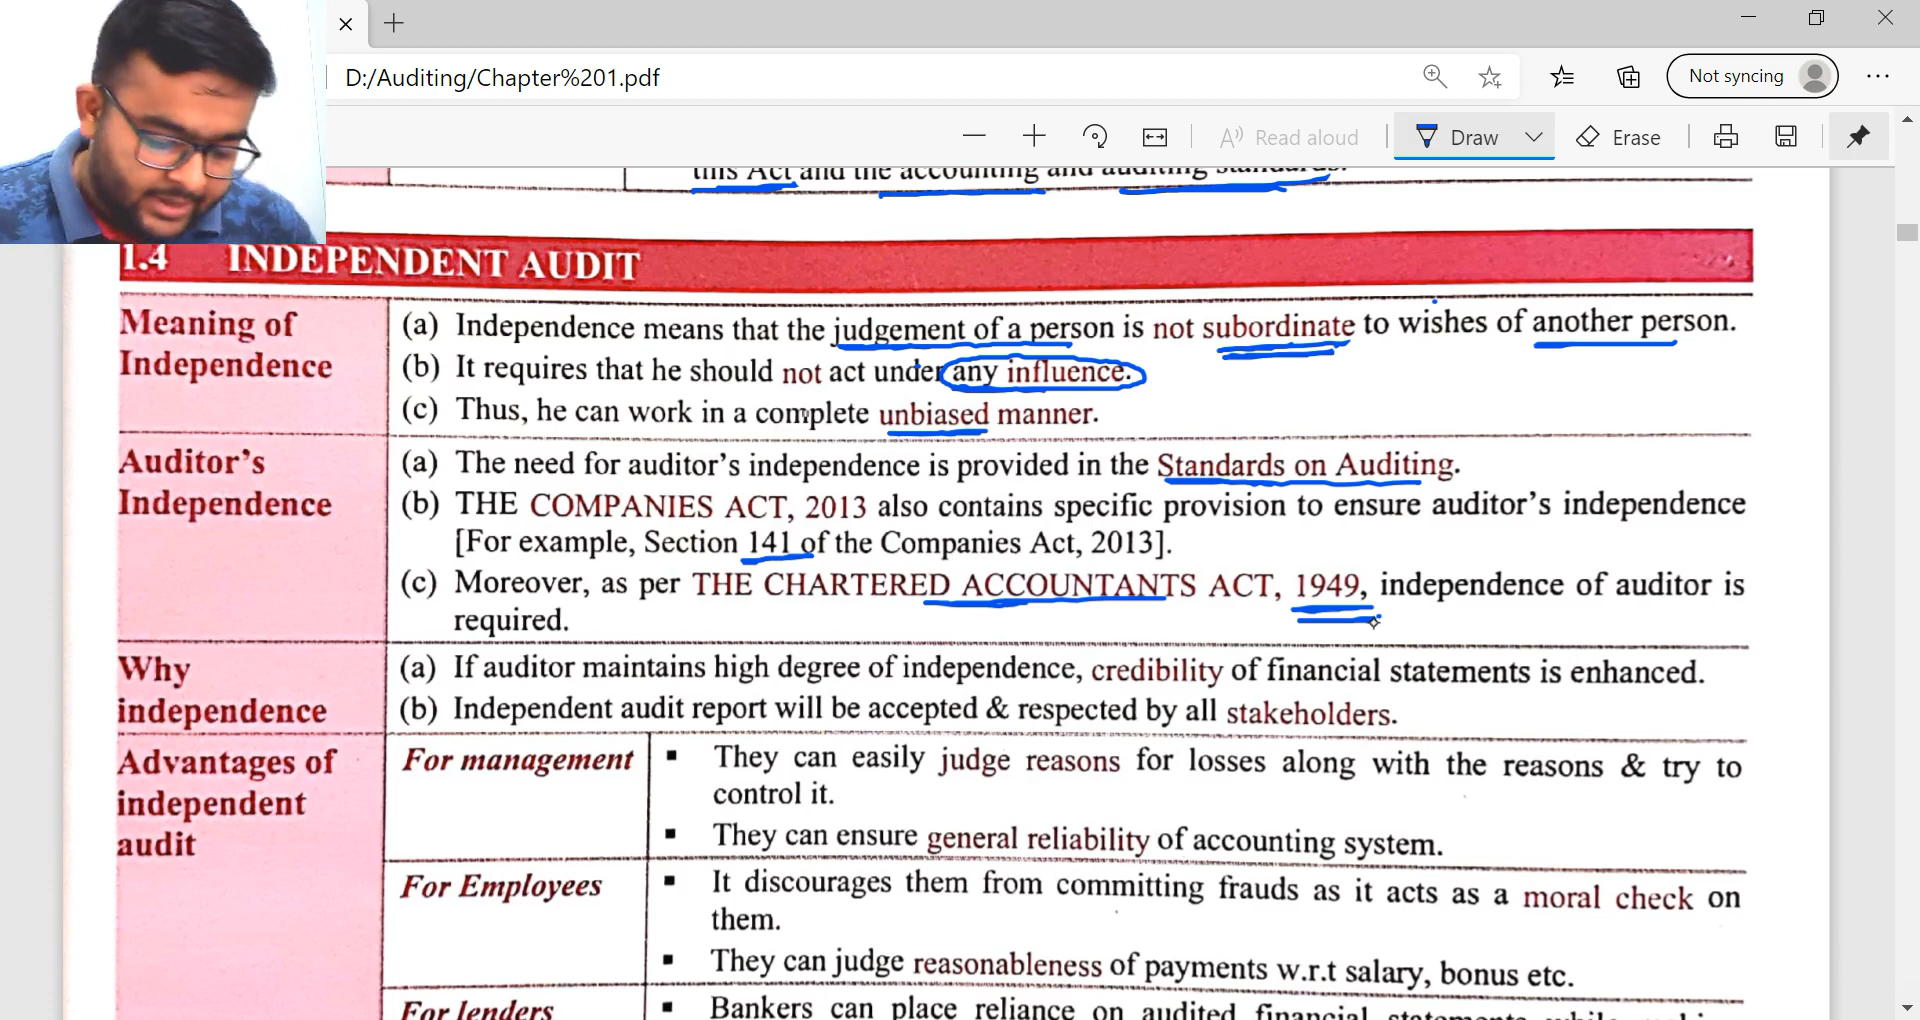 D:/Auditing/Chapter%201.pdf
Not syncing
Read aloud
Draw
Erase
this Act and the accounting and auditing standards.
1.4 INDEPENDENT AUDIT
Meaning of Independence
(a) Independence means that the judgement of a person is not subordinate to wishes of another person.
(b) It requires that he should not act under any influence.
(c) Thus, he can work in a complete unbiased manner.
Auditor's Independence
(a) The need for auditor's independence is provided in the Standards on Auditing.
(b) THE COMPANIES ACT, 2013 also contains specific provision to ensure auditor's independence
[For example, Section 141 of the Companies Act, 2013].
(c) Moreover, as per THE CHARTERED ACCOUNTANTS ACT, 1949, independence of auditor is
required.
Why independence
(a) If auditor maintains high degree of independence, credibility of financial statements is enhanced.
(b) Independent audit report will be accepted & respected by all stakeholders.
Advantages of independent audit
For management
▪ They can easily judge reasons for losses along with the reasons & try to
control it.
▪ They can ensure general reliability of accounting system.
For Employees
▪ It discourages them from committing frauds as it acts as a moral check on
them.
▪ They can judge reasonableness of payments w.r.t salary, bonus etc.
For lenders
▪ Bankers can place reliance on audited financial